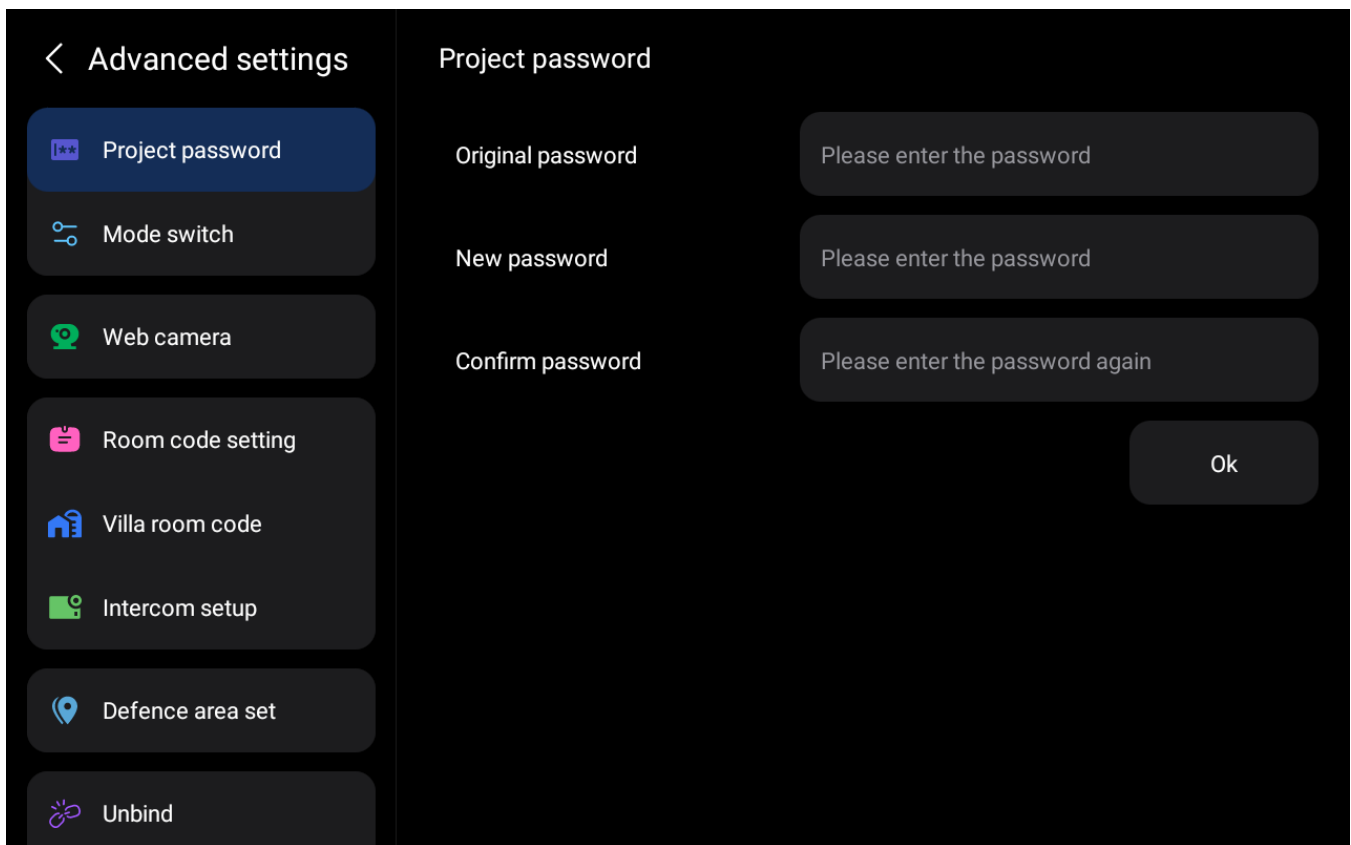 Advanced settings
Project password
Mode switch
Web camera
Room code setting
Villa room code
Intercom setup
Defence area set
Unbind
Project password
Original password
Please enter the password
New password
Please enter the password
Confirm password
Please enter the password again
Ok